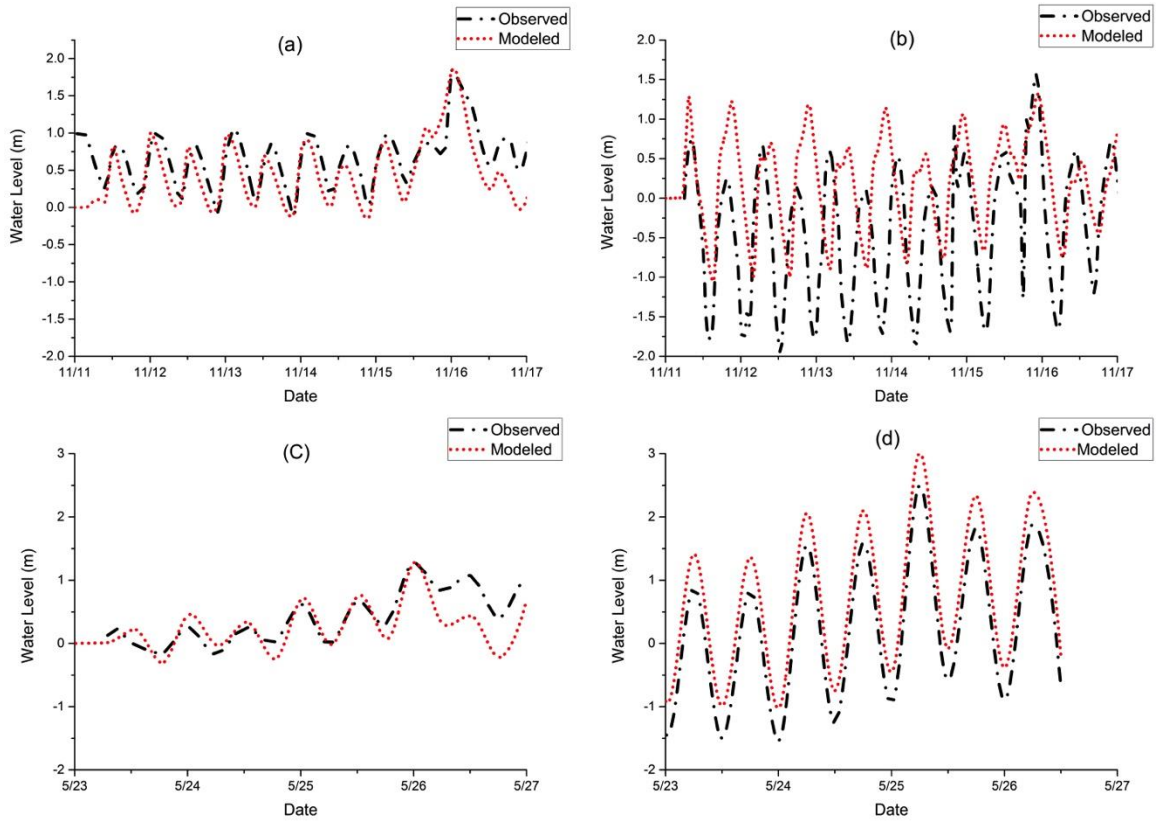 Observed
Modeled
(a)
Water Level (m)
2.0
1.5
1.0
0.5
0.0
-0.5
-1.0
-1.5
-2.0
11/11 11/12 11/13 11/14 11/15 11/16 11/17
Date
Observed
Modeled
(b)
Water Level (m)
2.0
1.5
1.0
0.5
0.0
-0.5
-1.0
-1.5
-2.0
11/11 11/12 11/13 11/14 11/15 11/16 11/17
Date
Observed
Modeled
(C)
Water Level (m)
3
2
1
0
-1
-2
5/23 5/24 5/25 5/26 5/27
Date
Observed
Modeled
(d)
Water Level (m)
3
2
1
0
-1
-2
5/23 5/24 5/25 5/26 5/27
Date